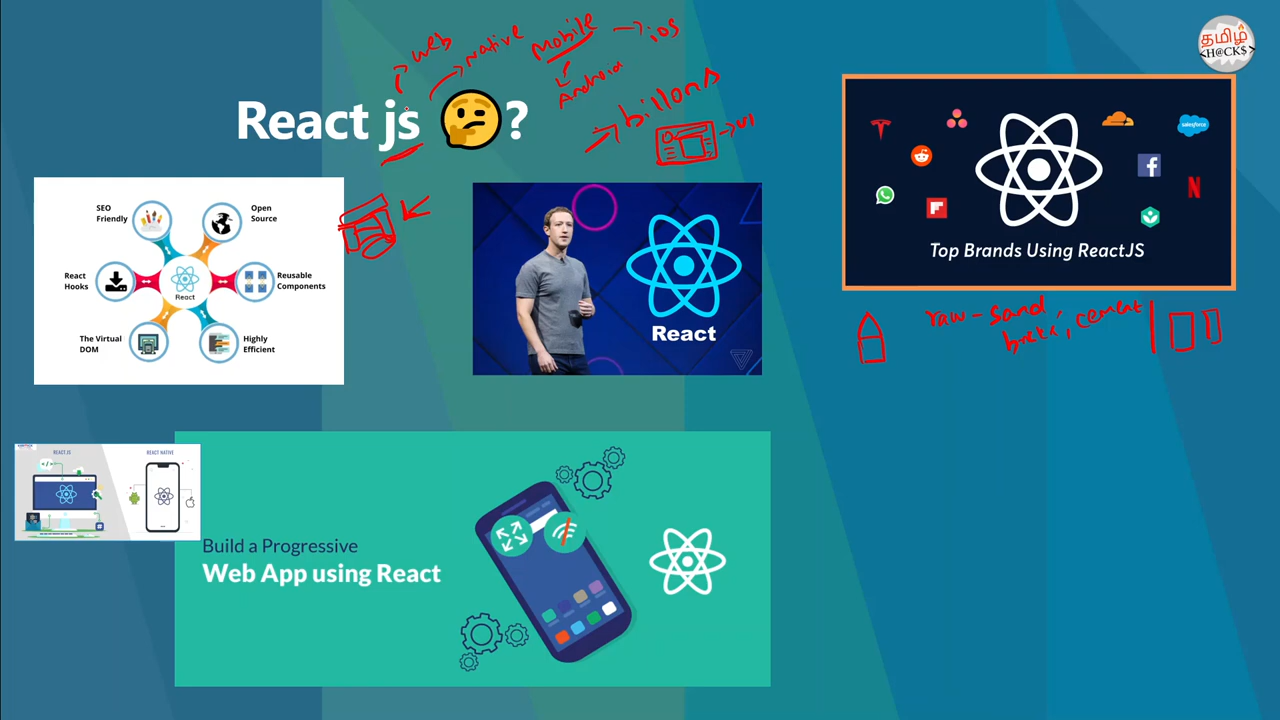 web
Native
Mobile
ios
Android
billons
UI
தமிழ்
<H@CK$>
React js 🤔?
SEO
Friendly
Open
Source
React
Hooks
React
Reusable
Components
The Virtual
DOM
Highly
Efficient
React
salesforce
Top Brands Using ReactJS
raw - sand,
cement
REACT.JS
REACT NATIVE
Build a Progressive
Web App using React